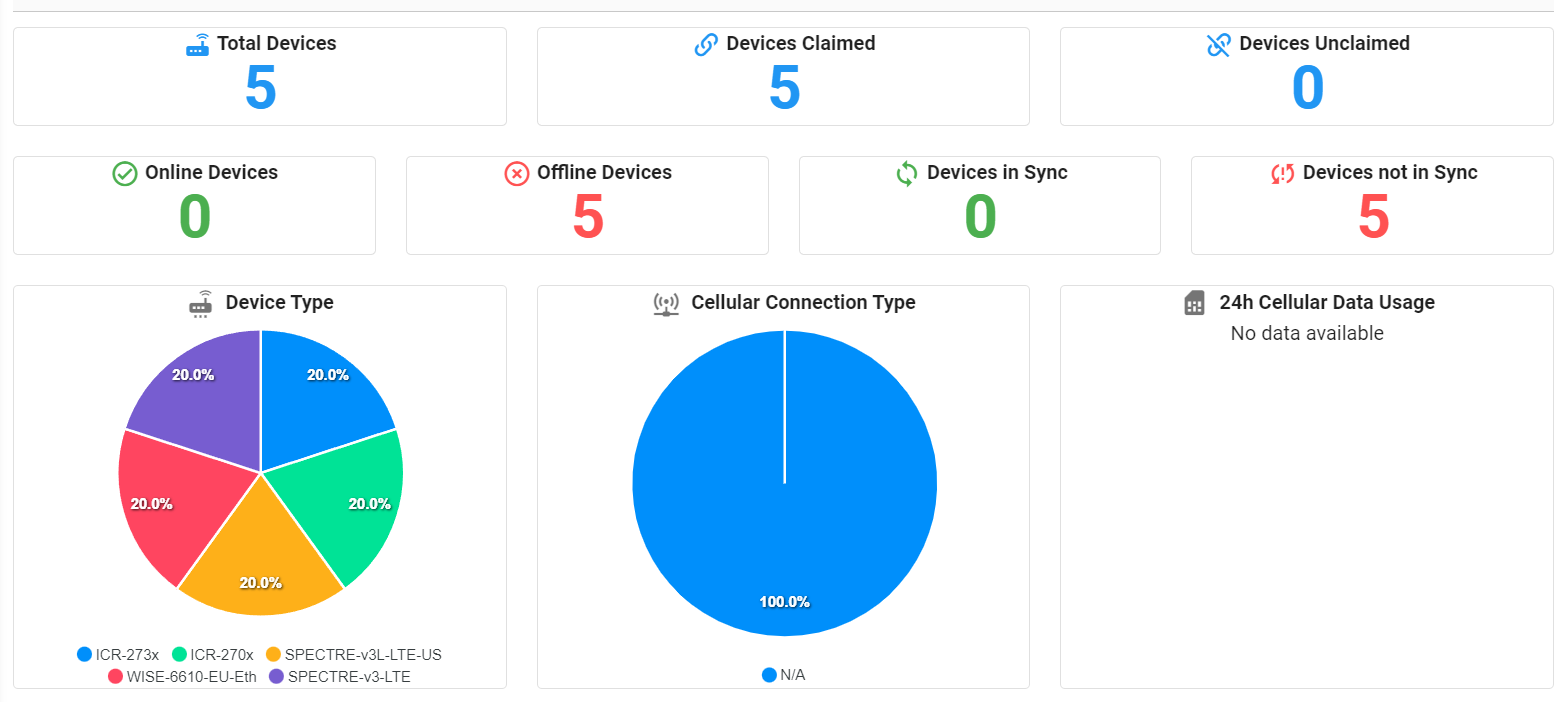 Total Devices
5
Devices Claimed
5
Devices Unclaimed
0
Online Devices
0
Offline Devices
5
Devices in Sync
0
Devices not in Sync
5
Device Type
20.0%
20.0%
20.0%
20.0%
20.0%
ICR-273x ICR-270x SPECTRE-v3L-LTE-US
WISE-6610-EU-Eth SPECTRE-v3-LTE
Cellular Connection Type
100.0%
N/A
24h Cellular Data Usage
No data available